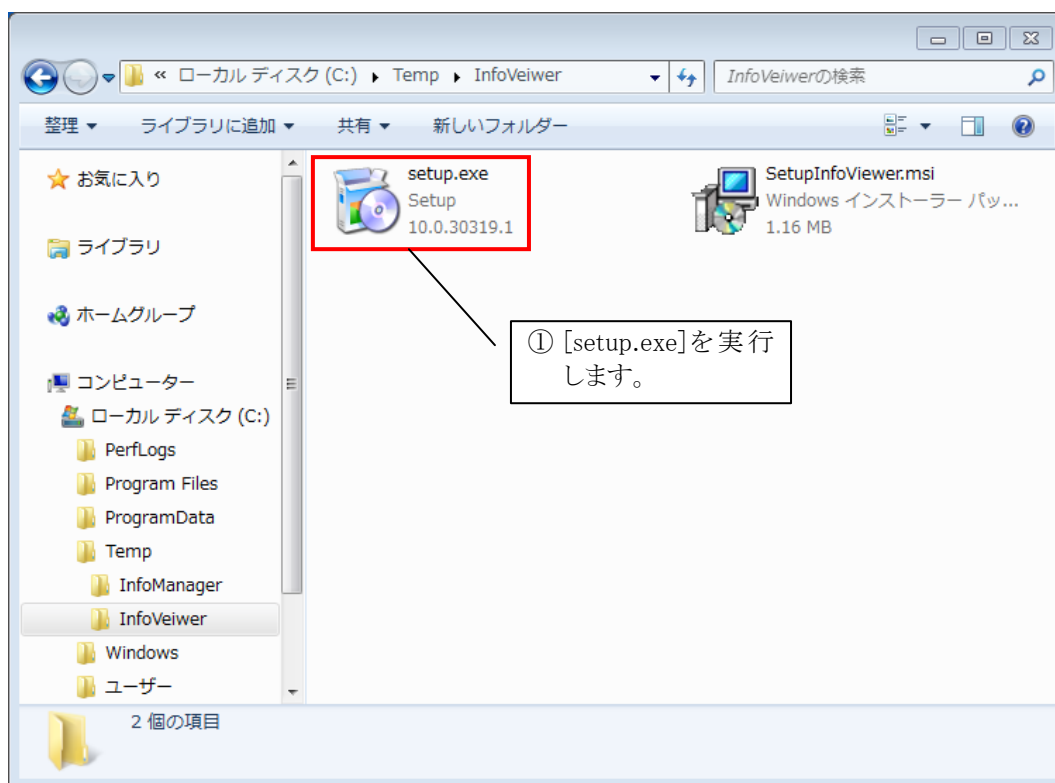 « ローカル ディスク (C:) ▸ Temp ▸ InfoVeiwer
InfoVeiwerの検索
整理 ▼ ライブラリに追加 ▼ 共有 ▼ 新しいフォルダー
お気に入り
ライブラリ
ホームグループ
コンピューター
ローカル ディスク (C:)
PerfLogs
Program Files
ProgramData
Temp
InfoManager
InfoVeiwer
Windows
ユーザー
setup.exe
Setup
10.0.30319.1
SetupInfoViewer.msi
Windows インストーラー パッ...
1.16 MB
① [setup.exe]を実行
します。
2 個の項目